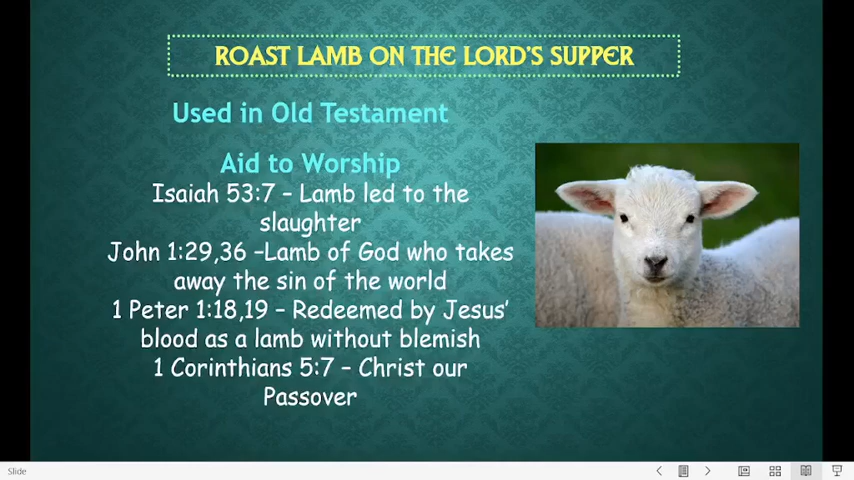 ROAST LAMB ON THE LORD'S SUPPER
Used in Old Testament
Aid to Worship
Isaiah 53:7 – Lamb led to the
slaughter
John 1:29,36 –Lamb of God who takes
away the sin of the world
1 Peter 1:18,19 – Redeemed by Jesus'
blood as a lamb without blemish
1 Corinthians 5:7 – Christ our
Passover
Slide